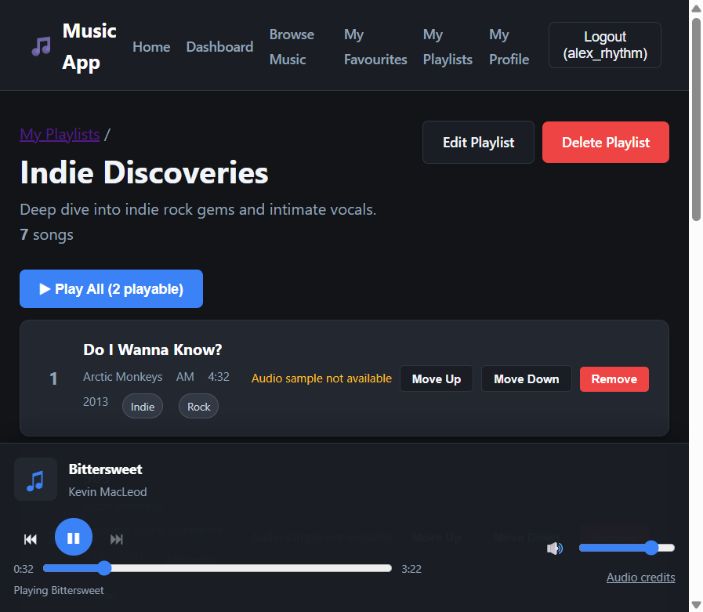 Music App
Home
Dashboard
Browse Music
My Favourites
My Playlists
My Profile
Logout (alex_rhythm)
My Playlists /
Edit Playlist
Delete Playlist
Indie Discoveries
Deep dive into indie rock gems and intimate vocals.
7 songs
▶ Play All (2 playable)
1
Do I Wanna Know?
Arctic Monkeys AM 4:32
2013 Indie Rock
Audio sample not available
Move Up
Move Down
Remove
Bittersweet
Kevin MacLeod
0:32
3:22
Playing Bittersweet
Audio credits